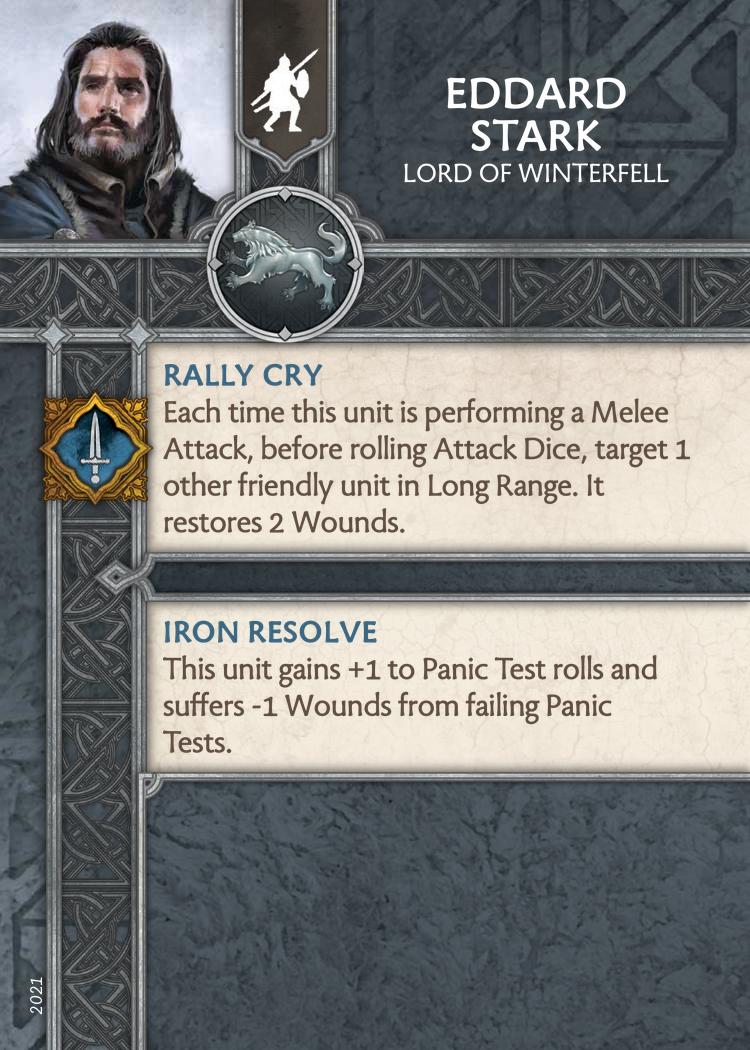 EDDARD
STARK
LORD OF WINTERFELL
RALLY CRY
Each time this unit is performing a Melee
Attack, before rolling Attack Dice, target 1
other friendly unit in Long Range. It
restores 2 Wounds.
IRON RESOLVE
This unit gains +1 to Panic Test rolls and
suffers -1 Wounds from failing Panic
Tests.
2021